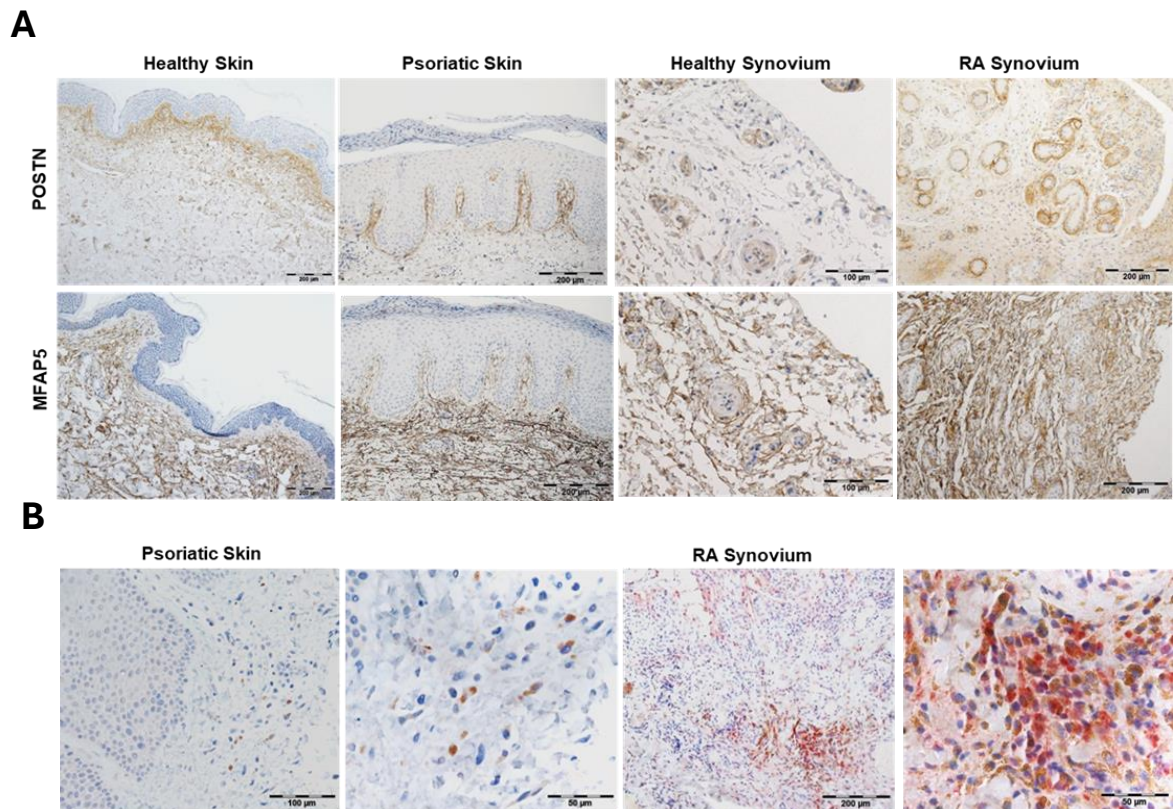 A
Healthy Skin Psoriatic Skin Healthy Synovium RA Synovium
POSTN
200 µm 200 µm 100 µm 200 µm
MFAP5
200 µm 200 µm 100 µm 200 µm
B
Psoriatic Skin RA Synovium
100 µm 50 µm 200 µm 50 µm